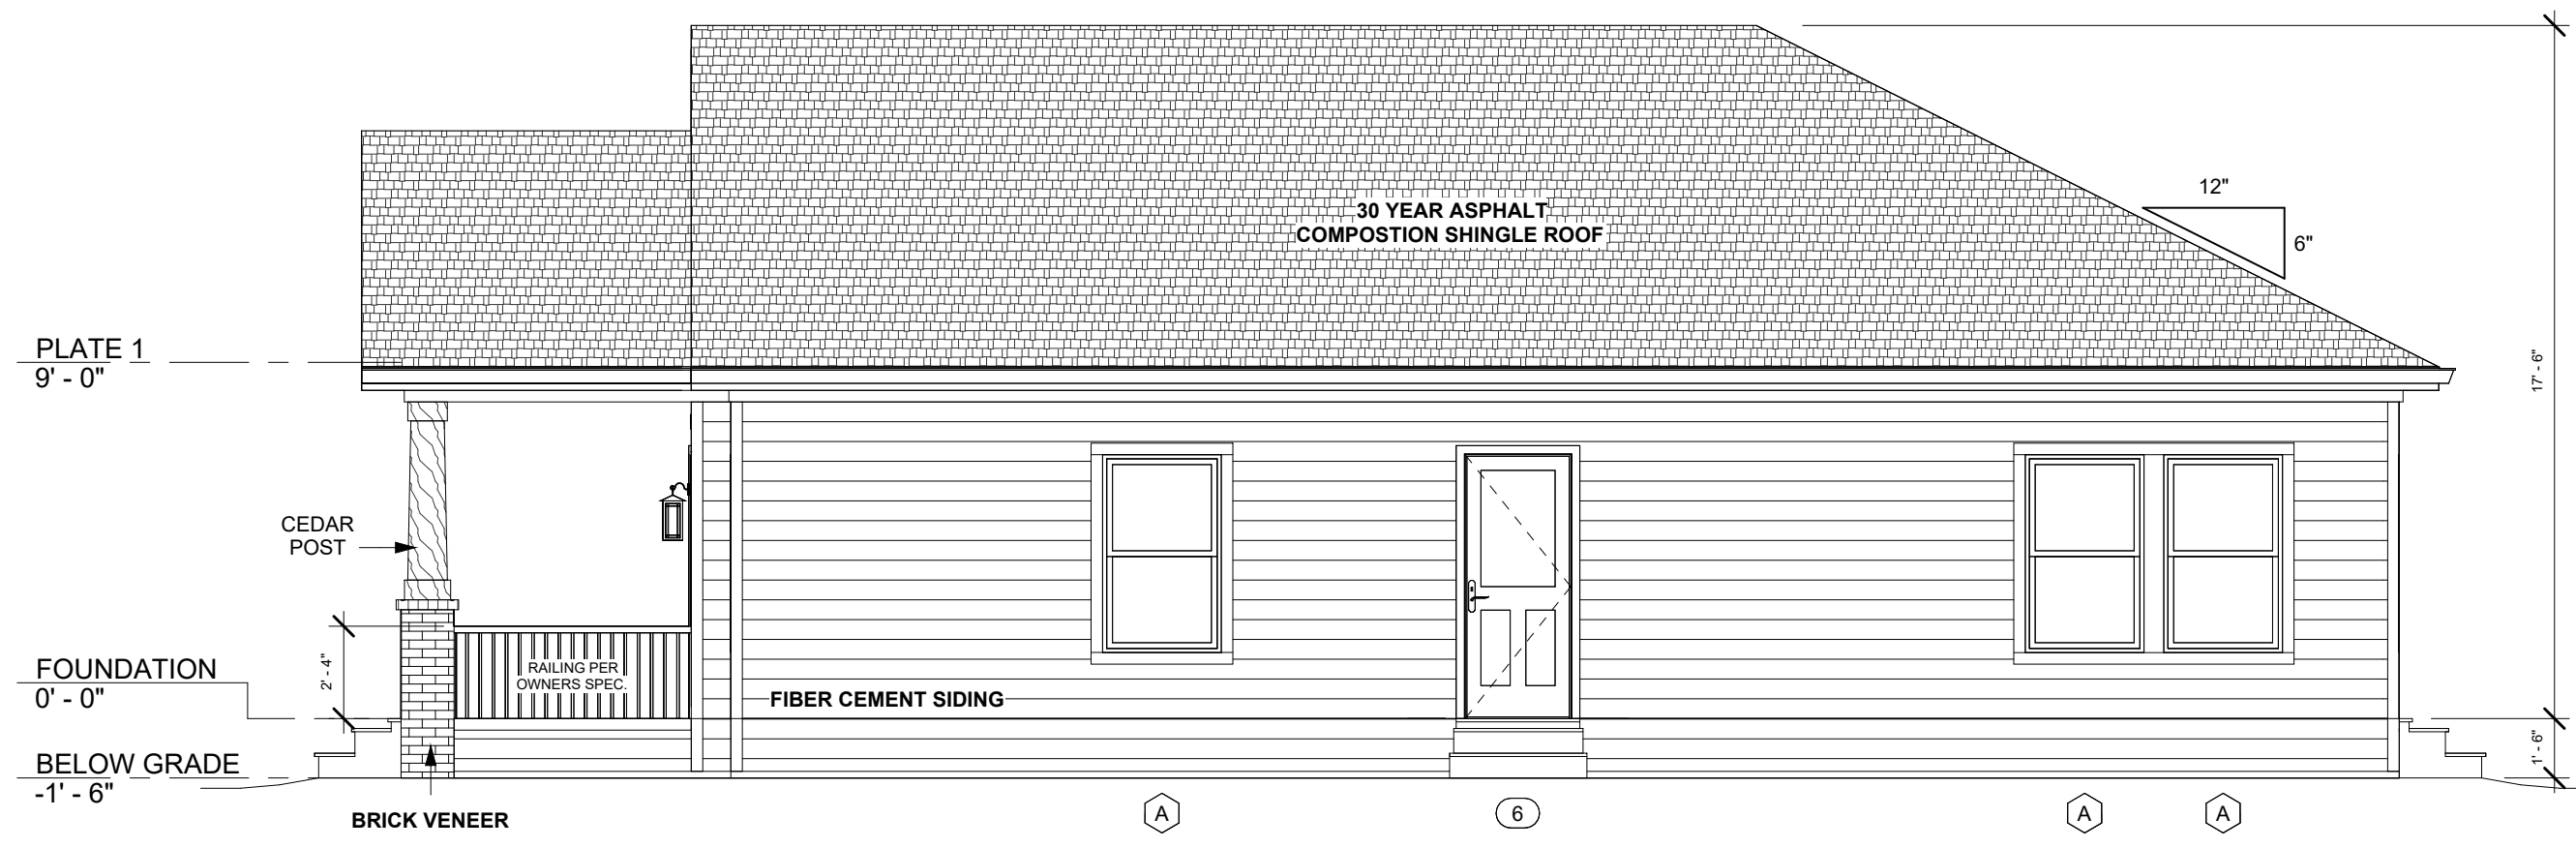 12"
30 YEAR ASPHALT
COMPOSTION SHINGLE ROOF
6"
PLATE 1
9' - 0"
17' - 6"
CEDAR
POST
FOUNDATION
0' - 0"
2' - 4"
RAILING PER
OWNERS SPEC.
FIBER CEMENT SIDING
BELOW GRADE
-1' - 6"
1' - 6"
BRICK VENEER
A
6
A
A